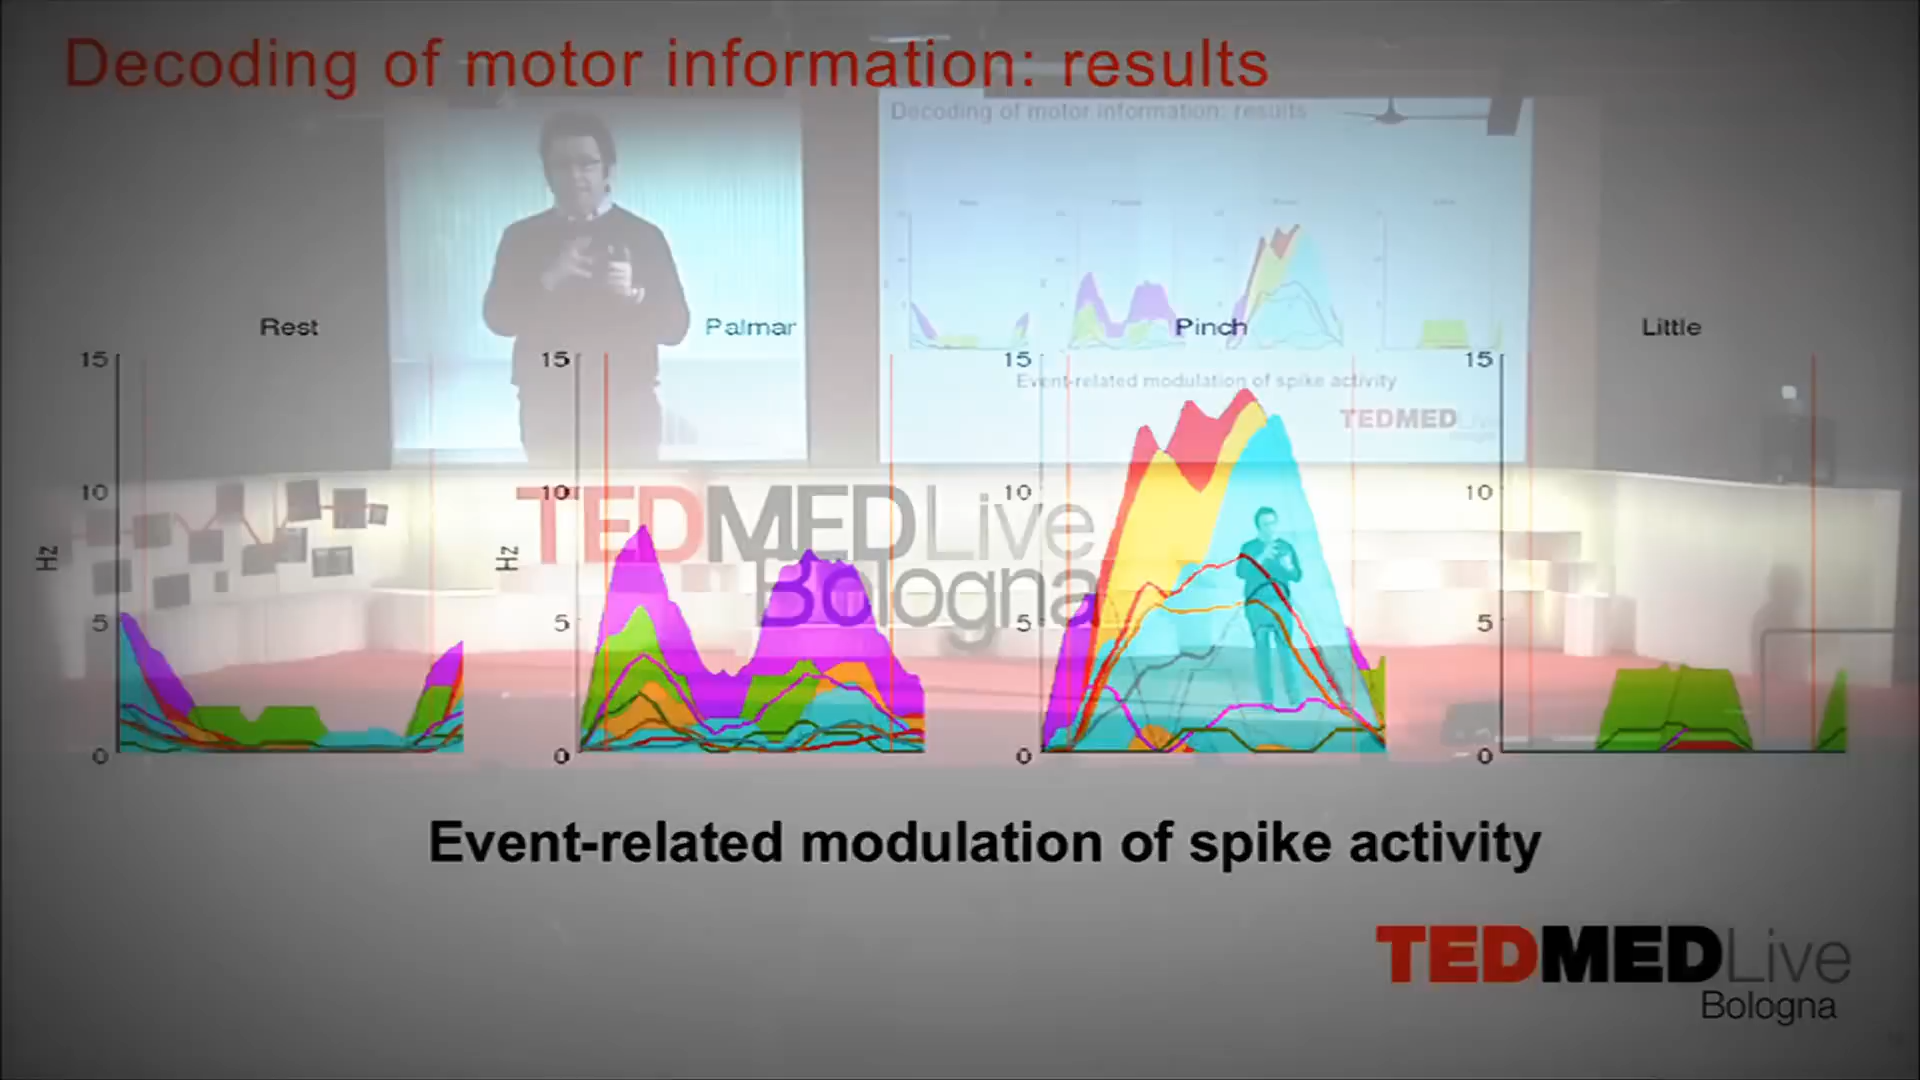 Decoding of motor information: results
Decoding of motor information: results
Rest
Palmar
Pinch
Little
15
15
15
15
Event-related modulation of spike activity
TEDMEDLive
10
10
10
10
TEDMEDLive
Bologna
Hz
Hz
5
5
5
5
0
0
0
0
Event-related modulation of spike activity
TEDMEDLive
Bologna